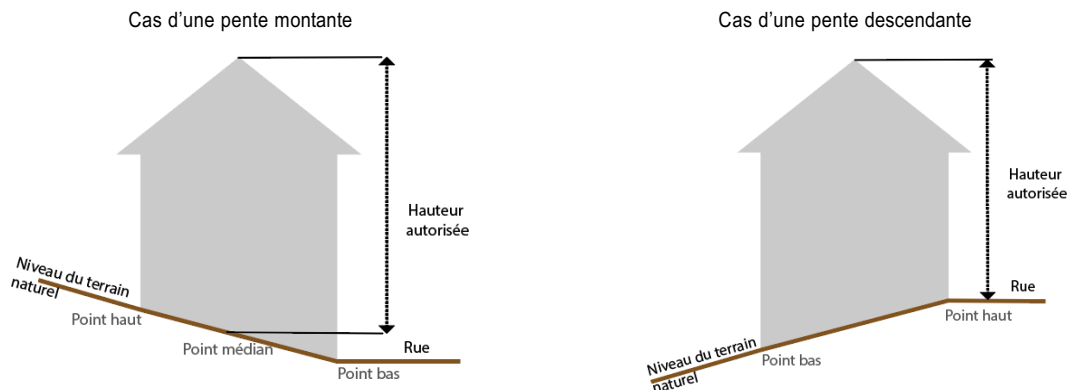 Cas d'une pente montante
Hauteur
autorisée
Niveau du terrain
naturel
Point haut
Point médian
Rue
Point bas
Cas d'une pente descendante
Hauteur
autorisée
Rue
Point haut
Niveau du terrain
naturel
Point bas